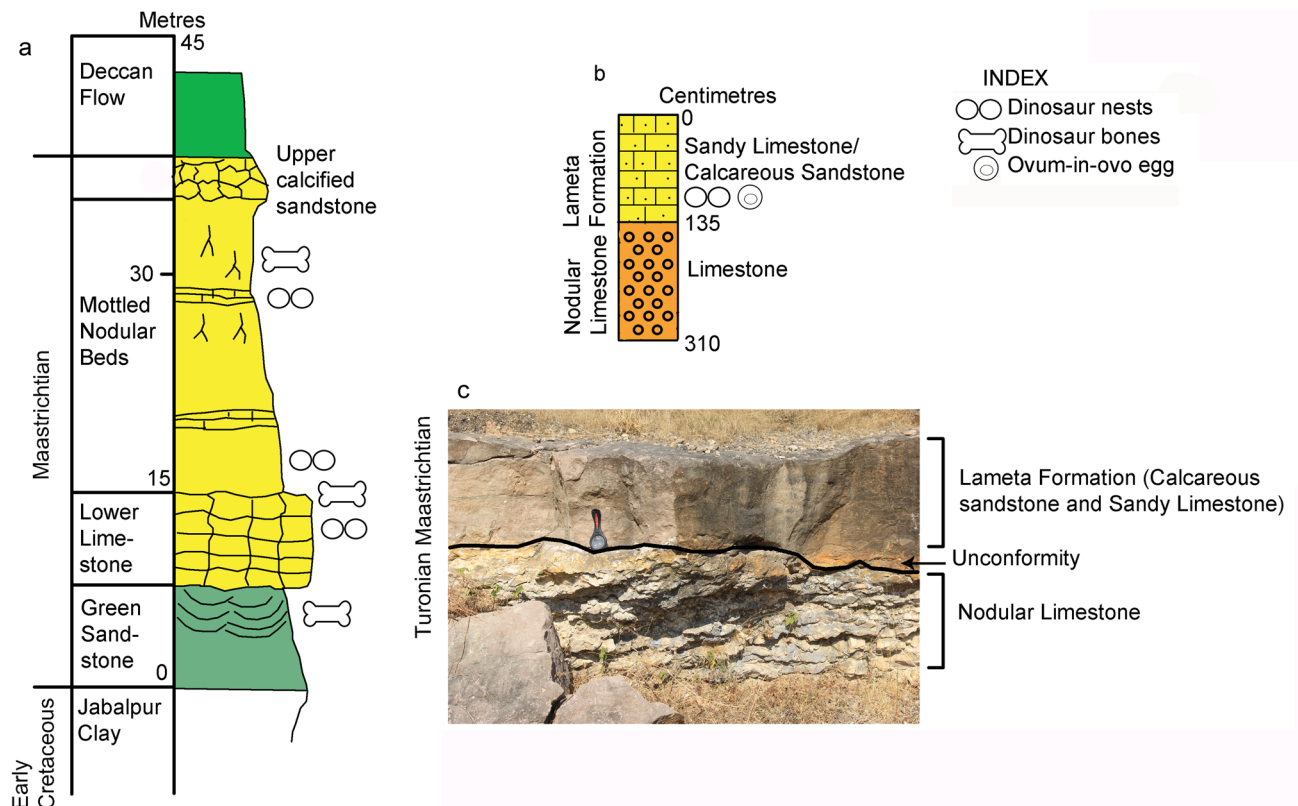 a
Metres
45
Deccan
Flow
Upper
calcified
sandstone
30
Mottled
Nodular
Beds
Maastrichtian
15
Lower
Lime-
stone
Green
Sand-
stone
0
Jabalpur
Clay
Early
Cretaceous
b
Centimetres
0
Lameta
Formation
Sandy Limestone/
Calcareous Sandstone
135
Nodular
Limestone
Limestone
310
INDEX
Dinosaur nests
Dinosaur bones
Ovum-in-ovo egg
c
Turonian Maastrichtian
Lameta Formation (Calcareous
sandstone and Sandy Limestone)
Unconformity
Nodular Limestone